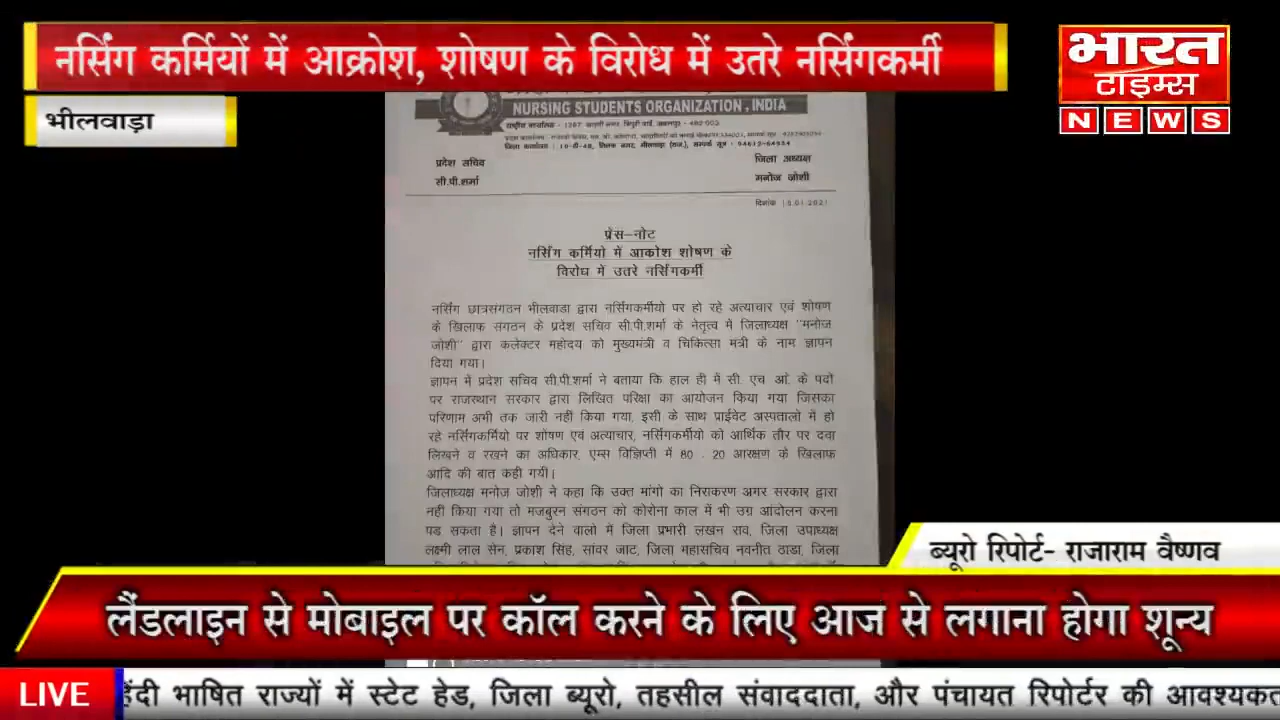 नर्सिंग कर्मियों में आक्रोश, शोषण के विरोध में उतरे नर्सिंगकर्मी
भारत
टाइम्स
NEWS
भीलवाड़ा
NURSING STUDENTS ORGANIZATION, INDIA
प्रदेश सचिव
सी.पी.शर्मा
जिला अध्यक्ष
मनोज जोशी
दिनांक
प्रेस-नोट
नर्सिंग कर्मियो में आकोश शोषण के
विरोध में उतरे नर्सिंगकर्मी
नर्सिंग छात्रसंगठन भीलवाडा द्वारा नर्सिंगकर्मीयो पर हो रहे अत्याचार एवं शोषण
के खिलाफ संगठन के प्रदेश सचिव सी.पी.शर्मा के नेतृत्व में जिलाध्यक्ष "मनोज
जोशी" द्वारा कलेक्टर महोदय को मुख्यमंत्री व चिकित्सा मंत्री के नाम ज्ञापन
दिया गया।
ज्ञापन में प्रदेश सचिव सी.पी.शर्मा ने बताया कि हाल ही में सी. एच ओ. के पदों
पर राजस्थान सरकार द्वारा लिखित परिक्षा का आयोजन किया गया जिसका
परिणाम अभी तक जारी नहीं किया गया, इसी के साथ प्राईवेट अस्पतालो में हो
रहे नर्सिंगकर्मियो पर शोषण एवं अत्याचार, नर्सिंगकर्मीयो को आर्थिक तौर पर दवा
लिखने व रखने का अधिकार, एम्स विज्ञिप्ती में 80 - 20 आरक्षण के खिलाफ
आदि की बात कही गयी।
जिलाध्यक्ष मनोज जोशी ने कहा कि उक्त मांगो का निराकरण अगर सरकार द्वारा
नहीं किया गया तो मजबुरन संगठन को कोरोना काल में भी उग्र आंदोलन करना
पड सकता है। ज्ञापन देने वालो में जिला प्रभारी लखन राव, जिला उपाध्यक्ष
लक्ष्मी लाल सेन, प्रकाश सिंह, सांवर जाट, जिला महासचिव नवनीत ठाडा, जिला
ब्यूरो रिपोर्ट- राजाराम वैष्णव
लैंडलाइन से मोबाइल पर कॉल करने के लिए आज से लगाना होगा शून्य
LIVE
हिंदी भाषित राज्यों में स्टेट हेड, जिला ब्यूरो, तहसील संवाददाता, और पंचायत रिपोर्टर की आवश्यकत